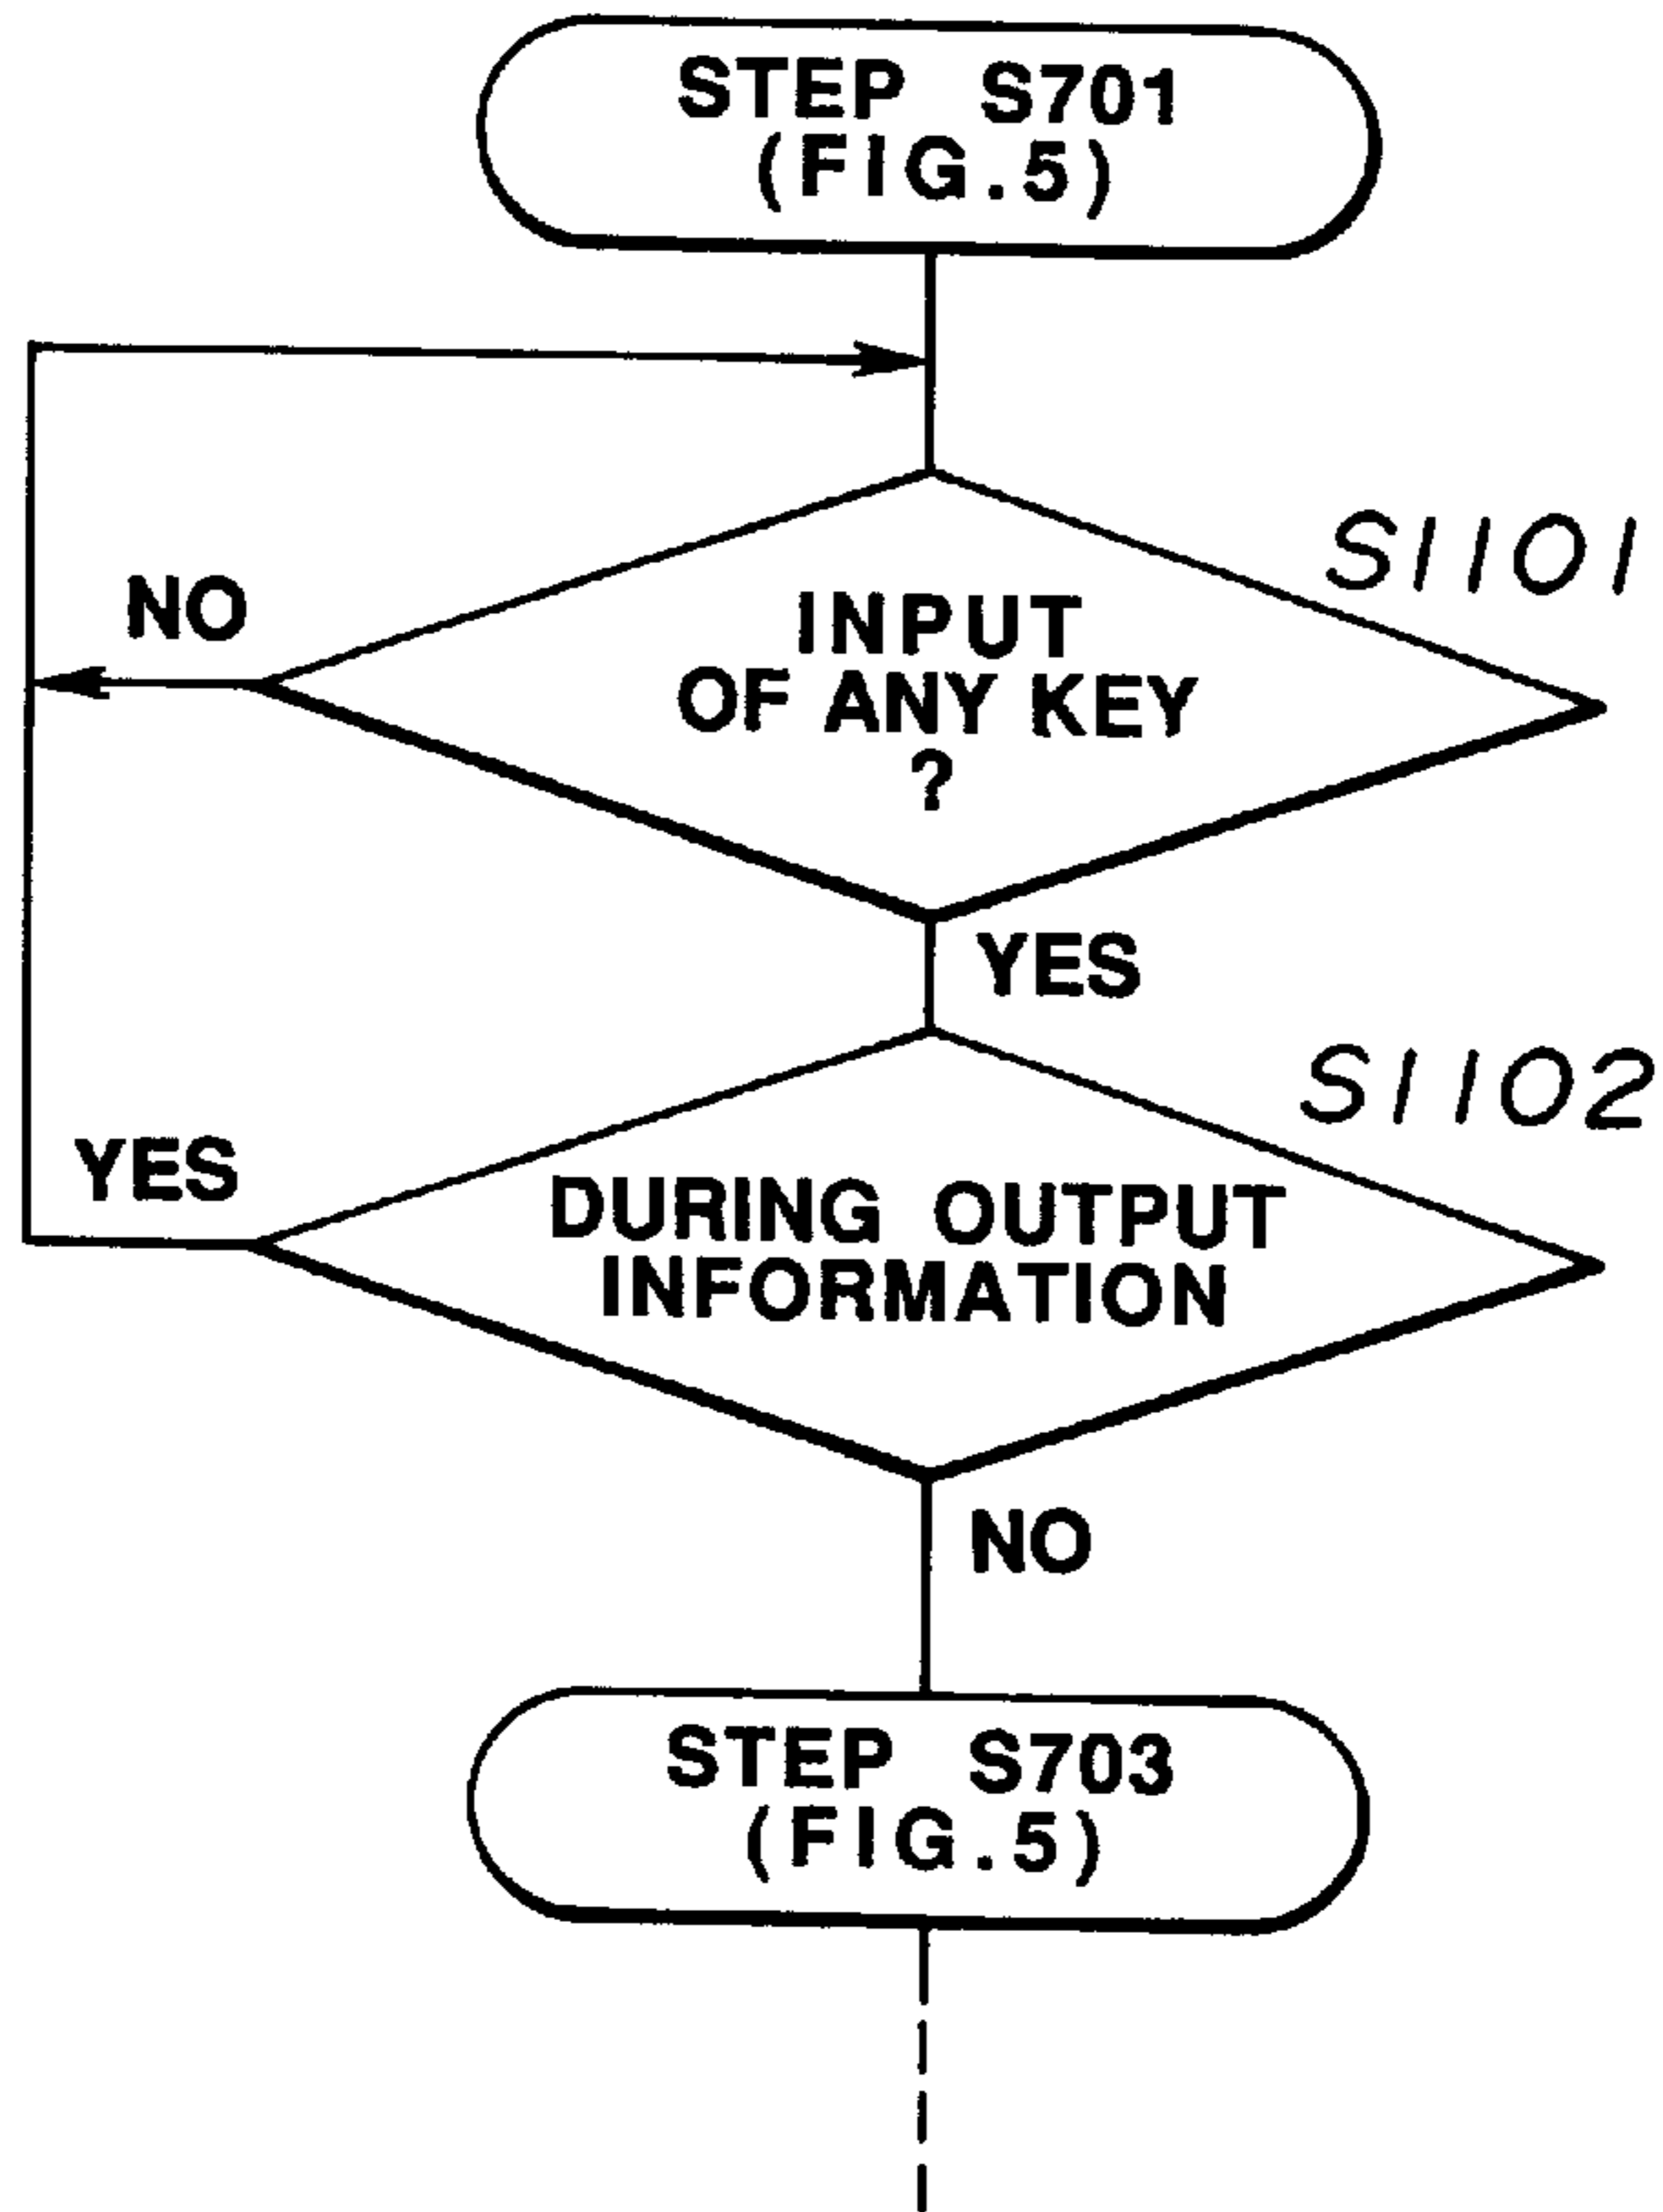 STEP S701
(FIG.5)
S1101
NO
INPUT
OF ANY KEY
?
YES
S1102
YES
DURING OUTPUT
INFORMATION
NO
STEP S703
(FIG.5)